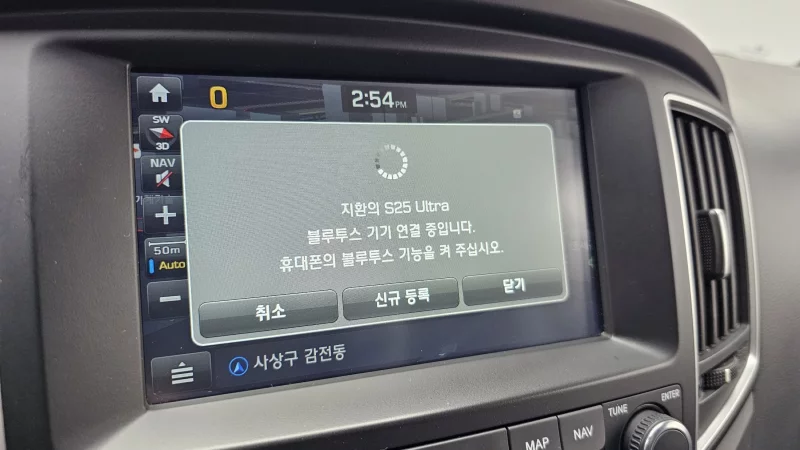 0
2:54 PM
SW
3D
NAV
50m
Auto
지환의 S25 Ultra
블루투스 기기 연결 중입니다.
휴대폰의 블루투스 기능을 켜 주십시오.
취소
신규 등록
닫기
사상구 감전동
MAP
NAV
TUNE
ENTER